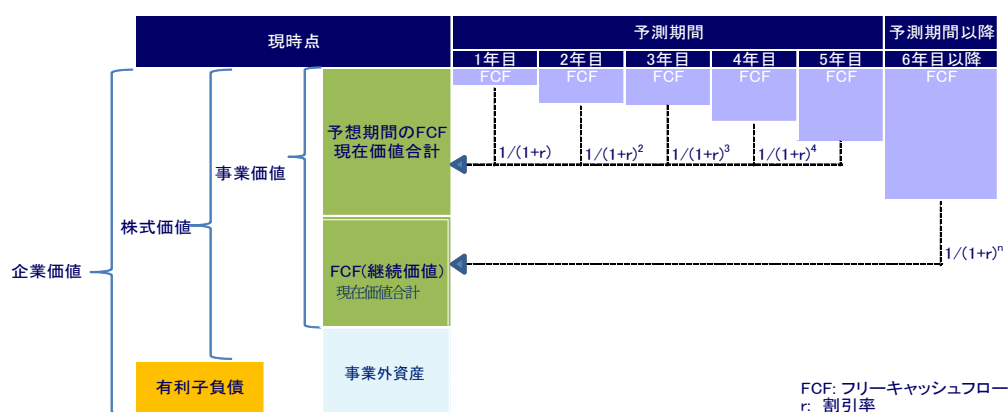 現時点
予測期間
予測期間以降
1年目
2年目
3年目
4年目
5年目
6年目以降
FCF
FCF
FCF
FCF
FCF
FCF
予想期間のFCF
現在価値合計
1/(1+r)
1/(1+r)²
1/(1+r)³
1/(1+r)⁴
事業価値
株式価値
企業価値
FCF(継続価値)
現在価値合計
1/(1+r)ⁿ
事業外資産
有利子負債
FCF: フリーキャッシュフロー
r: 割引率